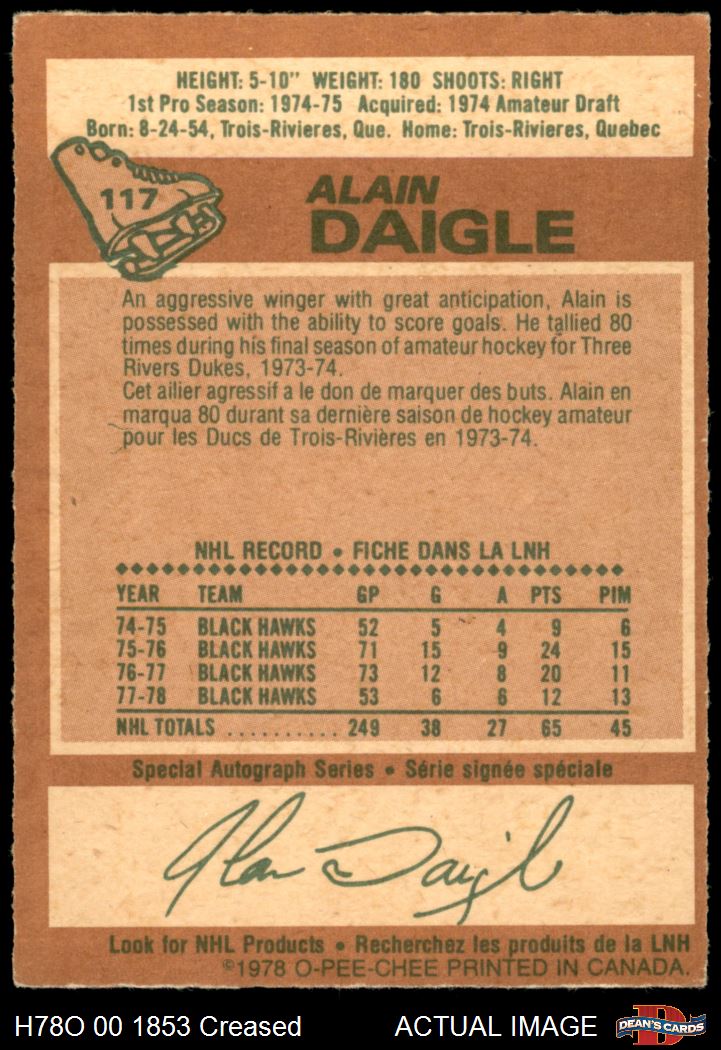 HEIGHT: 5-10" WEIGHT: 180 SHOOTS: RIGHT
1st Pro Season: 1974-75 Acquired: 1974 Amateur Draft
Born: 8-24-54, Trois-Rivieres, Que. Home: Trois-Rivieres, Quebec
117
ALAIN
DAIGLE
An aggressive winger with great anticipation, Alain is
possessed with the ability to score goals. He tallied 80
times during his final season of amateur hockey for Three
Rivers Dukes, 1973-74.
Cet ailier agressif a le don de marquer des buts. Alain en
marqua 80 durant sa dernière saison de hockey amateur
pour les Ducs de Trois-Rivières en 1973-74.
NHL RECORD • FICHE DANS LA LNH
YEAR TEAM GP G A PTS PIM
74-75 BLACK HAWKS 52 5 4 9 6
75-76 BLACK HAWKS 71 15 9 24 15
76-77 BLACK HAWKS 73 12 8 20 11
77-78 BLACK HAWKS 53 6 6 12 13
NHL TOTALS .......... 249 38 27 65 45
Special Autograph Series • Série signée spéciale
Alain Daigle
Look for NHL Products • Recherchez les produits de la LNH
©1978 O-PEE-CHEE PRINTED IN CANADA.
H78O 00 1853 Creased ACTUAL IMAGE D DEAN'S CARDS